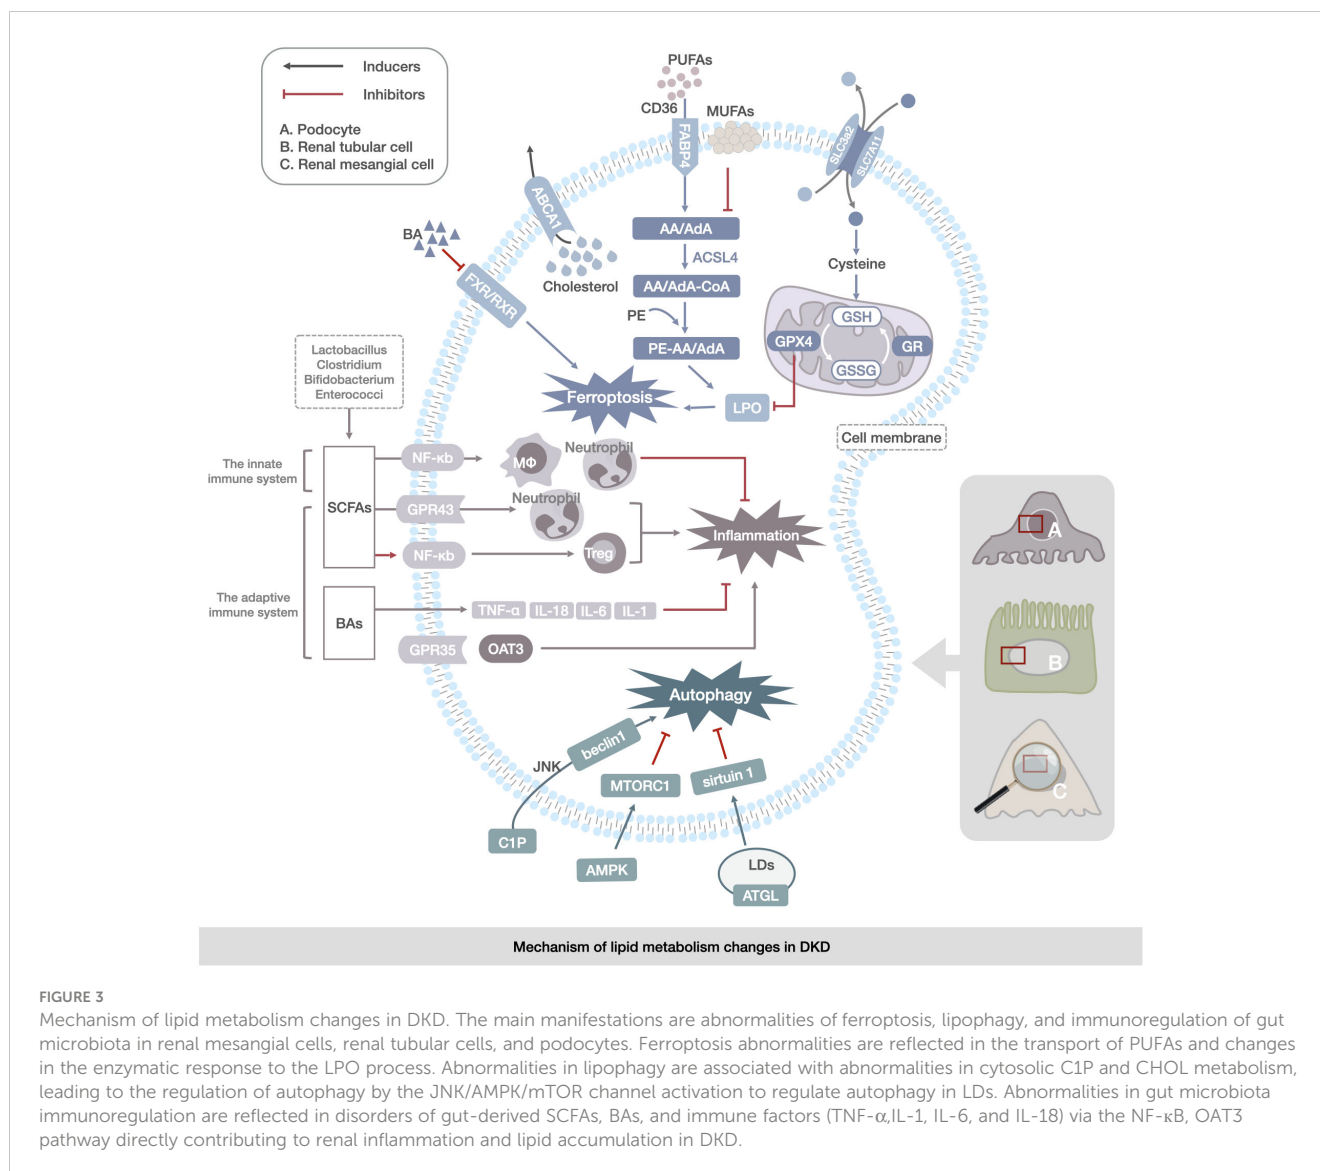 Inducers
Inhibitors
A. Podocyte
B. Renal tubular cell
C. Renal mesangial cell
PUFAs
CD36
MUFAs
FABP4
SLC3a2
SLC7A11
ABCA1
BA
FXR/RXR
Cholesterol
AA/AdA
ACSL4
AA/AdA-CoA
PE
PE-AA/AdA
Cysteine
GSH
GPX4
GR
GSSG
Ferroptosis
LPO
Lactobacillus
Clostridium
Bifidobacterium
Enterococci
Cell membrane
The innate
immune system
SCFAs
NF-κb
MΦ
Neutrophil
GPR43
Neutrophil
NF-κb
Treg
Inflammation
The adaptive
immune system
BAs
TNF-α
IL-18
IL-6
IL-1
GPR35
OAT3
Autophagy
beclin1
JNK
MTORC1
sirtuin 1
C1P
AMPK
LDs
ATGL
A
B
C
Mechanism of lipid metabolism changes in DKD
FIGURE 3
Mechanism of lipid metabolism changes in DKD. The main manifestations are abnormalities of ferroptosis, lipophagy, and immunoregulation of gut
microbiota in renal mesangial cells, renal tubular cells, and podocytes. Ferroptosis abnormalities are reflected in the transport of PUFAs and changes
in the enzymatic response to the LPO process. Abnormalities in lipophagy are associated with abnormalities in cytosolic C1P and CHOL metabolism,
leading to the regulation of autophagy by the JNK/AMPK/mTOR channel activation to regulate autophagy in LDs. Abnormalities in gut microbiota
immunoregulation are reflected in disorders of gut-derived SCFAs, BAs, and immune factors (TNF-α,IL-1, IL-6, and IL-18) via the NF-κB, OAT3
pathway directly contributing to renal inflammation and lipid accumulation in DKD.